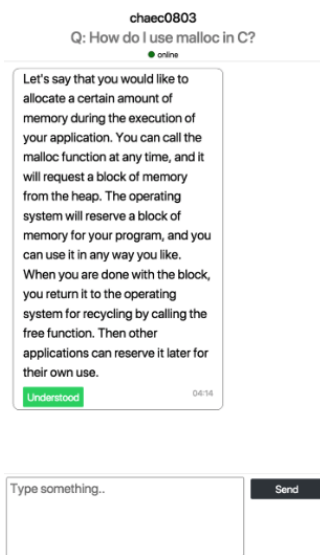 chaec0803
Q: How do I use malloc in C?
online
Let's say that you would like to
allocate a certain amount of
memory during the execution of
your application. You can call the
malloc function at any time, and it
will request a block of memory
from the heap. The operating
system will reserve a block of
memory for your program, and you
can use it in any way you like.
When you are done with the block,
you return it to the operating
system for recycling by calling the
free function. Then other
applications can reserve it later for
their own use.
Understood
04:14
Type something..
Send